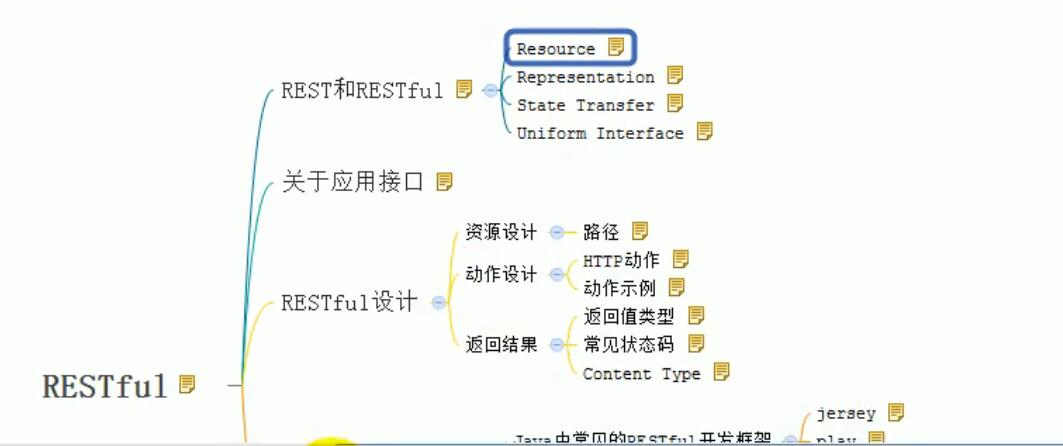 Resource
REST和RESTful
Representation
State Transfer
Uniform Interface
关于应用接口
资源设计
路径
动作设计
HTTP动作
动作示例
RESTful设计
返回值类型
返回结果
常见状态码
Content Type
RESTful
jersey
Java中常见的RESTful开发框架
play